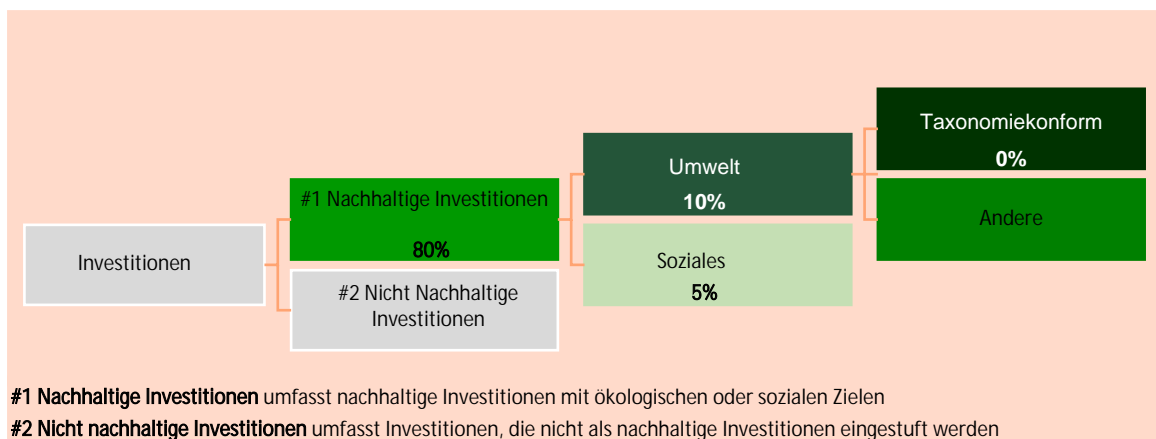 Taxonomiekonform
0%
Umwelt
10%
#1 Nachhaltige Investitionen
80%
Andere
Investitionen
Soziales
5%
#2 Nicht Nachhaltige
Investitionen
#1 Nachhaltige Investitionen umfasst nachhaltige Investitionen mit ökologischen oder sozialen Zielen
#2 Nicht nachhaltige Investitionen umfasst Investitionen, die nicht als nachhaltige Investitionen eingestuft werden